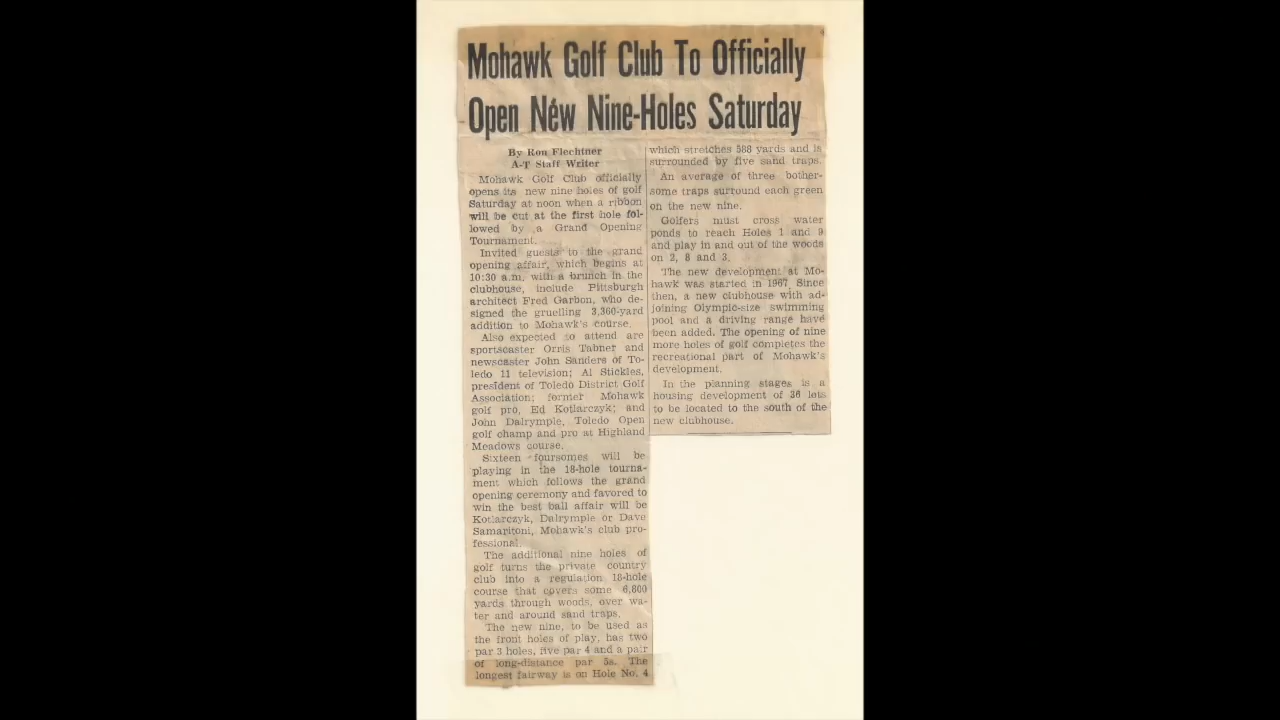 Mohawk Golf Club To Officially
Open New Nine-Holes Saturday
By Ron Flechtner
A-T Staff Writer
Mohawk Golf Club officially
opens its new nine holes of golf
Saturday at noon when a ribbon
will be cut at the first hole fol-
lowed by a Grand Opening
Tournament.
Invited guests to the grand
opening affair, which begins at
10:30 a.m. with a brunch in the
clubhouse, include Pittsburgh
architect Fred Garbon, who de-
signed the gruelling 3,360-yard
addition to Mohawk's course.
Also expected to attend are
sportscaster Orris Tabner and
newscaster John Sanders of To-
ledo 11 television; Al Stickles,
president of Toledo District Golf
Association; former Mohawk
golf pro, Ed Kotlarczyk; and
John Dalrymple, Toledo Open
golf champ and pro at Highland
Meadows course.
Sixteen foursomes will be
playing in the 18-hole tourna-
ment which follows the grand
opening ceremony and favored to
win the best ball affair will be
Kotlarczyk, Dalrymple or Dave
Samaritoni, Mohawk's club pro-
fessional.
The additional nine holes of
golf turns the private country
club into a regulation 18-hole
course that covers some 6,800
yards through woods, over wa-
ter and around sand traps.
The new nine, to be used as
the front holes of play, has two
par 3 holes, five par 4 and a pair
of long-distance par 5s. The
longest fairway is on Hole No. 4
which stretches 588 yards and is
surrounded by five sand traps.
An average of three bother-
some traps surround each green
on the new nine.
Golfers must cross water
ponds to reach Holes 1 and 9
and play in and out of the woods
on 2, 8 and 3.
The new development at Mo-
hawk was started in 1967. Since
then, a new clubhouse with ad-
joining Olympic-size swimming
pool and a driving range have
been added. The opening of nine
more holes of golf completes the
recreational part of Mohawk's
development.
In the planning stages is a
housing development of 36 lots
to be located to the south of the
new clubhouse.